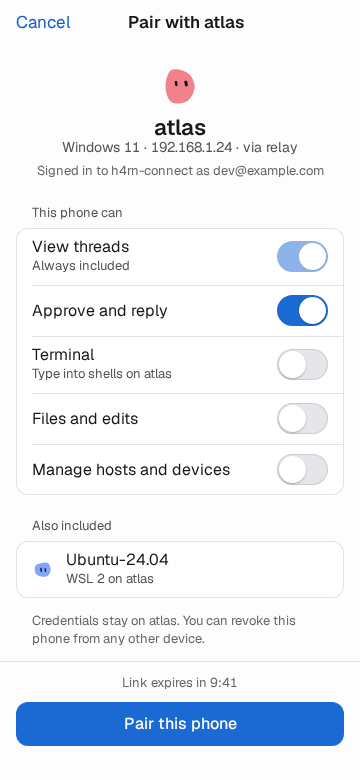 Cancel
Pair with atlas
atlas
Windows 11 · 192.168.1.24 · via relay
Signed in to h4rn-connect as dev@example.com
This phone can
View threads
Always included
Approve and reply
Terminal
Type into shells on atlas
Files and edits
Manage hosts and devices
Also included
Ubuntu-24.04
WSL 2 on atlas
Credentials stay on atlas. You can revoke this
phone from any other device.
Link expires in 9:41
Pair this phone